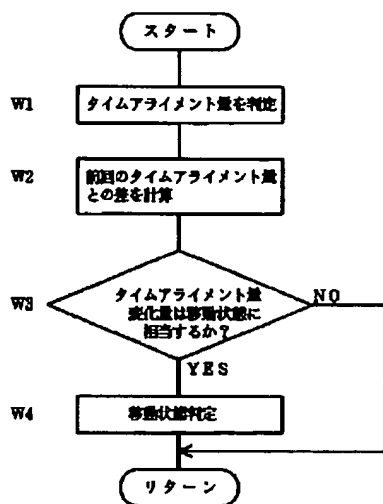 スタート
W1
タイムアライメント量を判定
W2
前回のタイムアライメント量
との差を計算
W3
タイムアライメント量
変化量は移動状態に
相当するか？
NO
YES
W4
移動状態判定
リターン